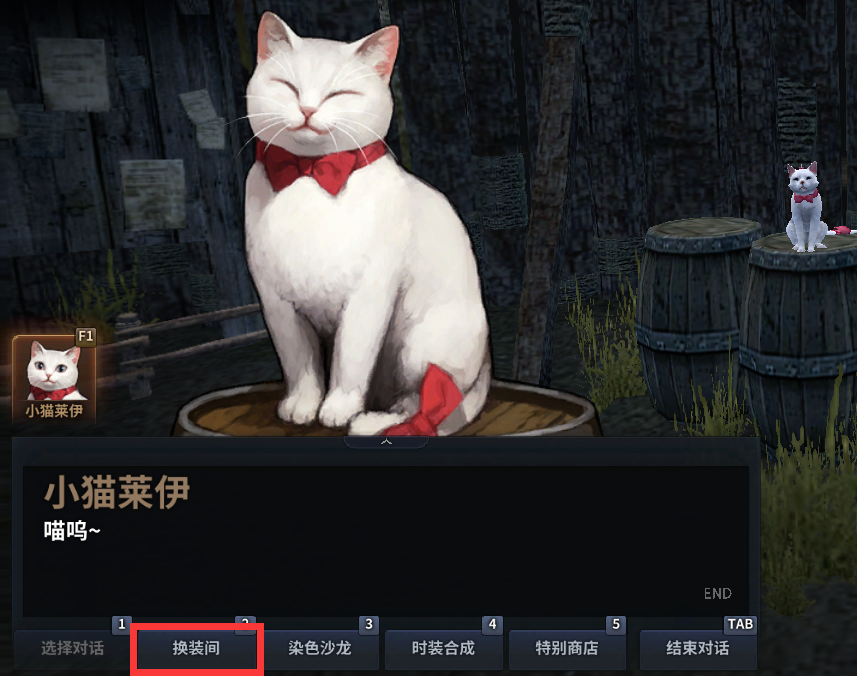 F1
小猫莱伊
小猫莱伊
喵呜~
END
1
2
3
4
5
TAB
选择对话
换装间
染色沙龙
时装合成
特别商店
结束对话